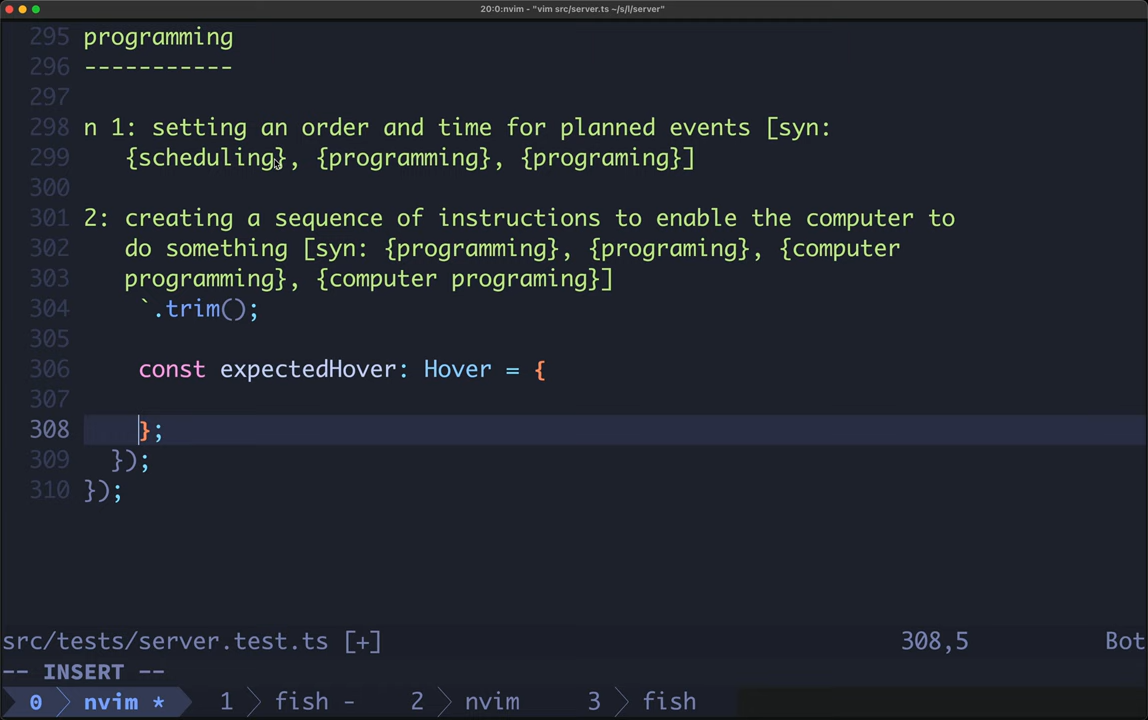 20:0:nvim - "vim src/server.ts ~/s/l/server"
295 programming
296 -----------
297
298 n 1: setting an order and time for planned events [syn:
299 {scheduling}, {programming}, {programing}]
300
301 2: creating a sequence of instructions to enable the computer to
302 do something [syn: {programming}, {programing}, {computer
303 programming}, {computer programing}]
304 `.trim();
305
306 const expectedHover: Hover = {
307
308 };
309 });
310 });
src/tests/server.test.ts [+] 308,5 Bot
-- INSERT --
0 nvim * 1 fish - 2 nvim 3 fish